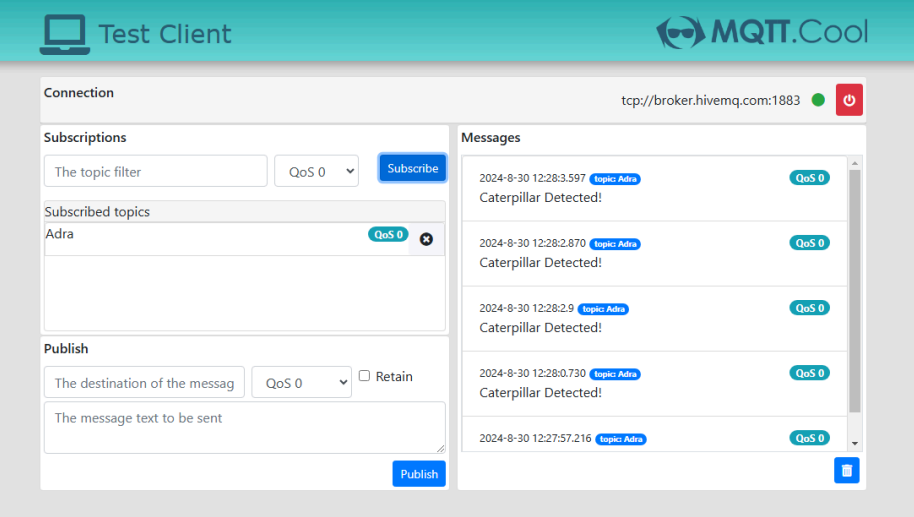 Test Client
MQTT.Cool
Connection
tcp://broker.hivemq.com:1883
Subscriptions
The topic filter
QoS 0
Subscribe
Subscribed topics
Adra
QoS 0
Publish
The destination of the messag
QoS 0
Retain
The message text to be sent
Publish
Messages
2024-8-30 12:28:3.597 topic: Adra QoS 0
Caterpillar Detected!
2024-8-30 12:28:2.870 topic: Adra QoS 0
Caterpillar Detected!
2024-8-30 12:28:2.9 topic: Adra QoS 0
Caterpillar Detected!
2024-8-30 12:28:0.730 topic: Adra QoS 0
Caterpillar Detected!
2024-8-30 12:27:57.216 topic: Adra QoS 0